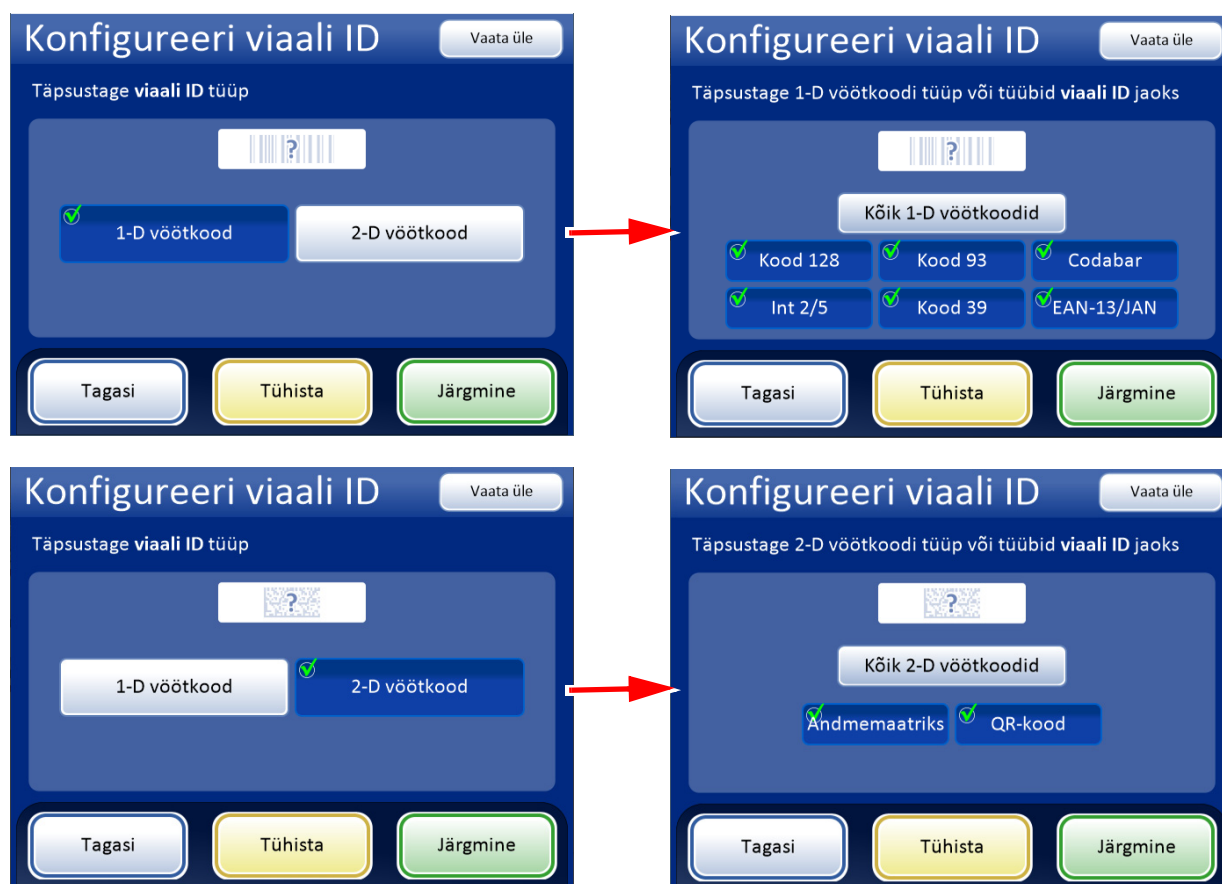 Konfigureeri viaali ID
Vaata üle
Täpsustage viaali ID tüüp
?
1-D vöötkood
2-D vöötkood
Tagasi
Tühista
Järgmine
Konfigureeri viaali ID
Vaata üle
Täpsustage 1-D vöötkoodi tüüp või tüübid viaali ID jaoks
?
Kõik 1-D vöötkoodid
Kood 128
Kood 93
Codabar
Int 2/5
Kood 39
EAN-13/JAN
Tagasi
Tühista
Järgmine
Konfigureeri viaali ID
Vaata üle
Täpsustage viaali ID tüüp
?
1-D vöötkood
2-D vöötkood
Tagasi
Tühista
Järgmine
Konfigureeri viaali ID
Vaata üle
Täpsustage 2-D vöötkoodi tüüp või tüübid viaali ID jaoks
?
Kõik 2-D vöötkoodid
Andmemaatriks
QR-kood
Tagasi
Tühista
Järgmine